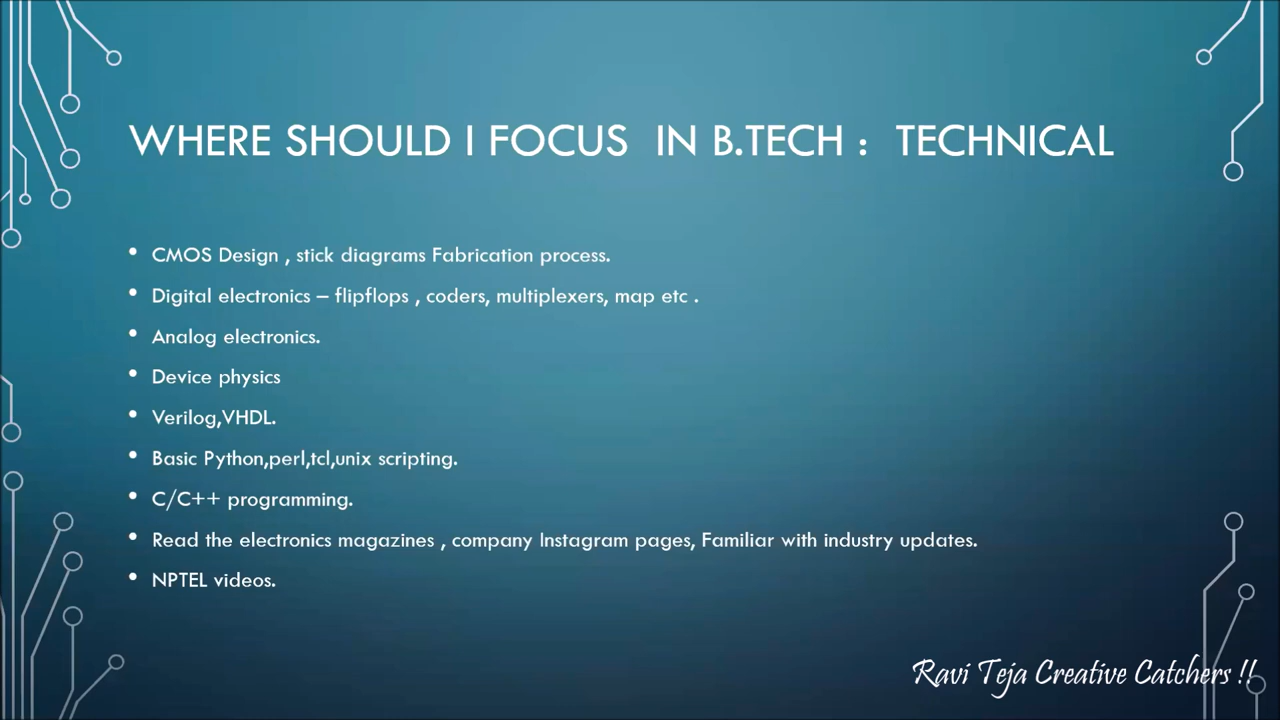 WHERE SHOULD I FOCUS IN B.TECH : TECHNICAL
• CMOS Design , stick diagrams Fabrication process.
• Digital electronics – flipflops , coders, multiplexers, map etc .
• Analog electronics.
• Device physics
• Verilog,VHDL.
• Basic Python,perl,tcl,unix scripting.
• C/C++ programming.
• Read the electronics magazines , company Instagram pages, Familiar with industry updates.
• NPTEL videos.
Ravi Teja Creative Catchers !!